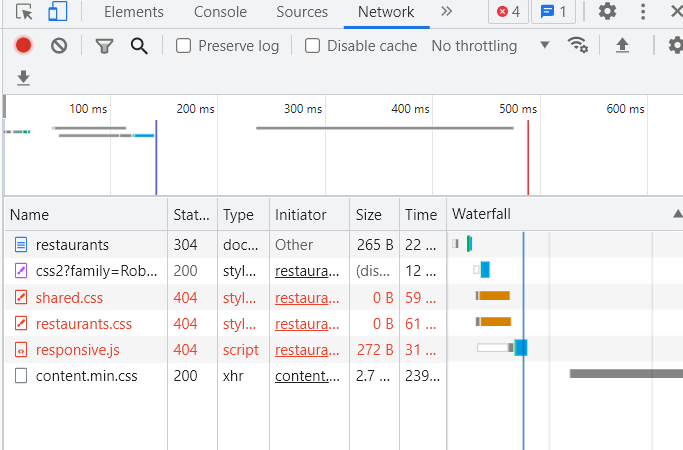 Elements Console Sources Network 4 1
Preserve log Disable cache No throttling
100 ms 200 ms 300 ms 400 ms 500 ms 600 ms
Name Stat... Type Initiator Size Time Waterfall
restaurants 304 doc... Other 265 B 22 ...
css2?family=Rob... 200 styl... restaura... (dis... 12 ...
shared.css 404 styl... restaura... 0 B 59 ...
restaurants.css 404 styl... restaura... 0 B 61 ...
responsive.js 404 script restaura... 272 B 31 ...
content.min.css 200 xhr content.... 2.7 ... 239...